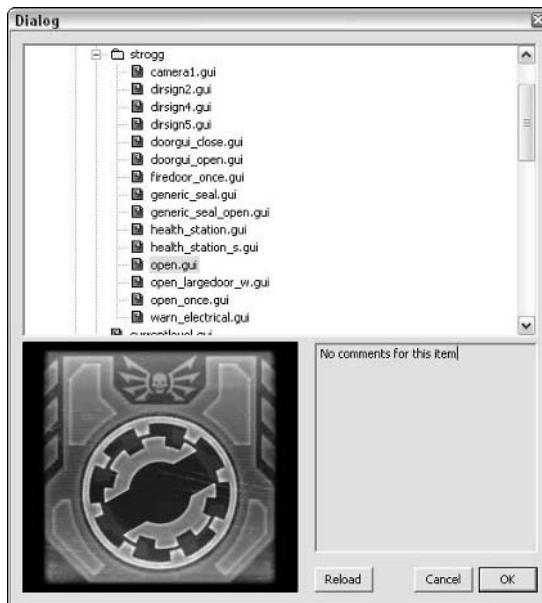 Dialog
strogg
camera1.gui
dirsign2.gui
dirsign4.gui
dirsign5.gui
doorgui_close.gui
doorgui_open.gui
firedoor_once.gui
generic_seal.gui
generic_seal_open.gui
health_station.gui
health_station_s.gui
open.gui
open_largedoor_w.gui
open_once.gui
warn_electrical.gui
currentlevel.gui
No comments for this item
Reload
Cancel
OK